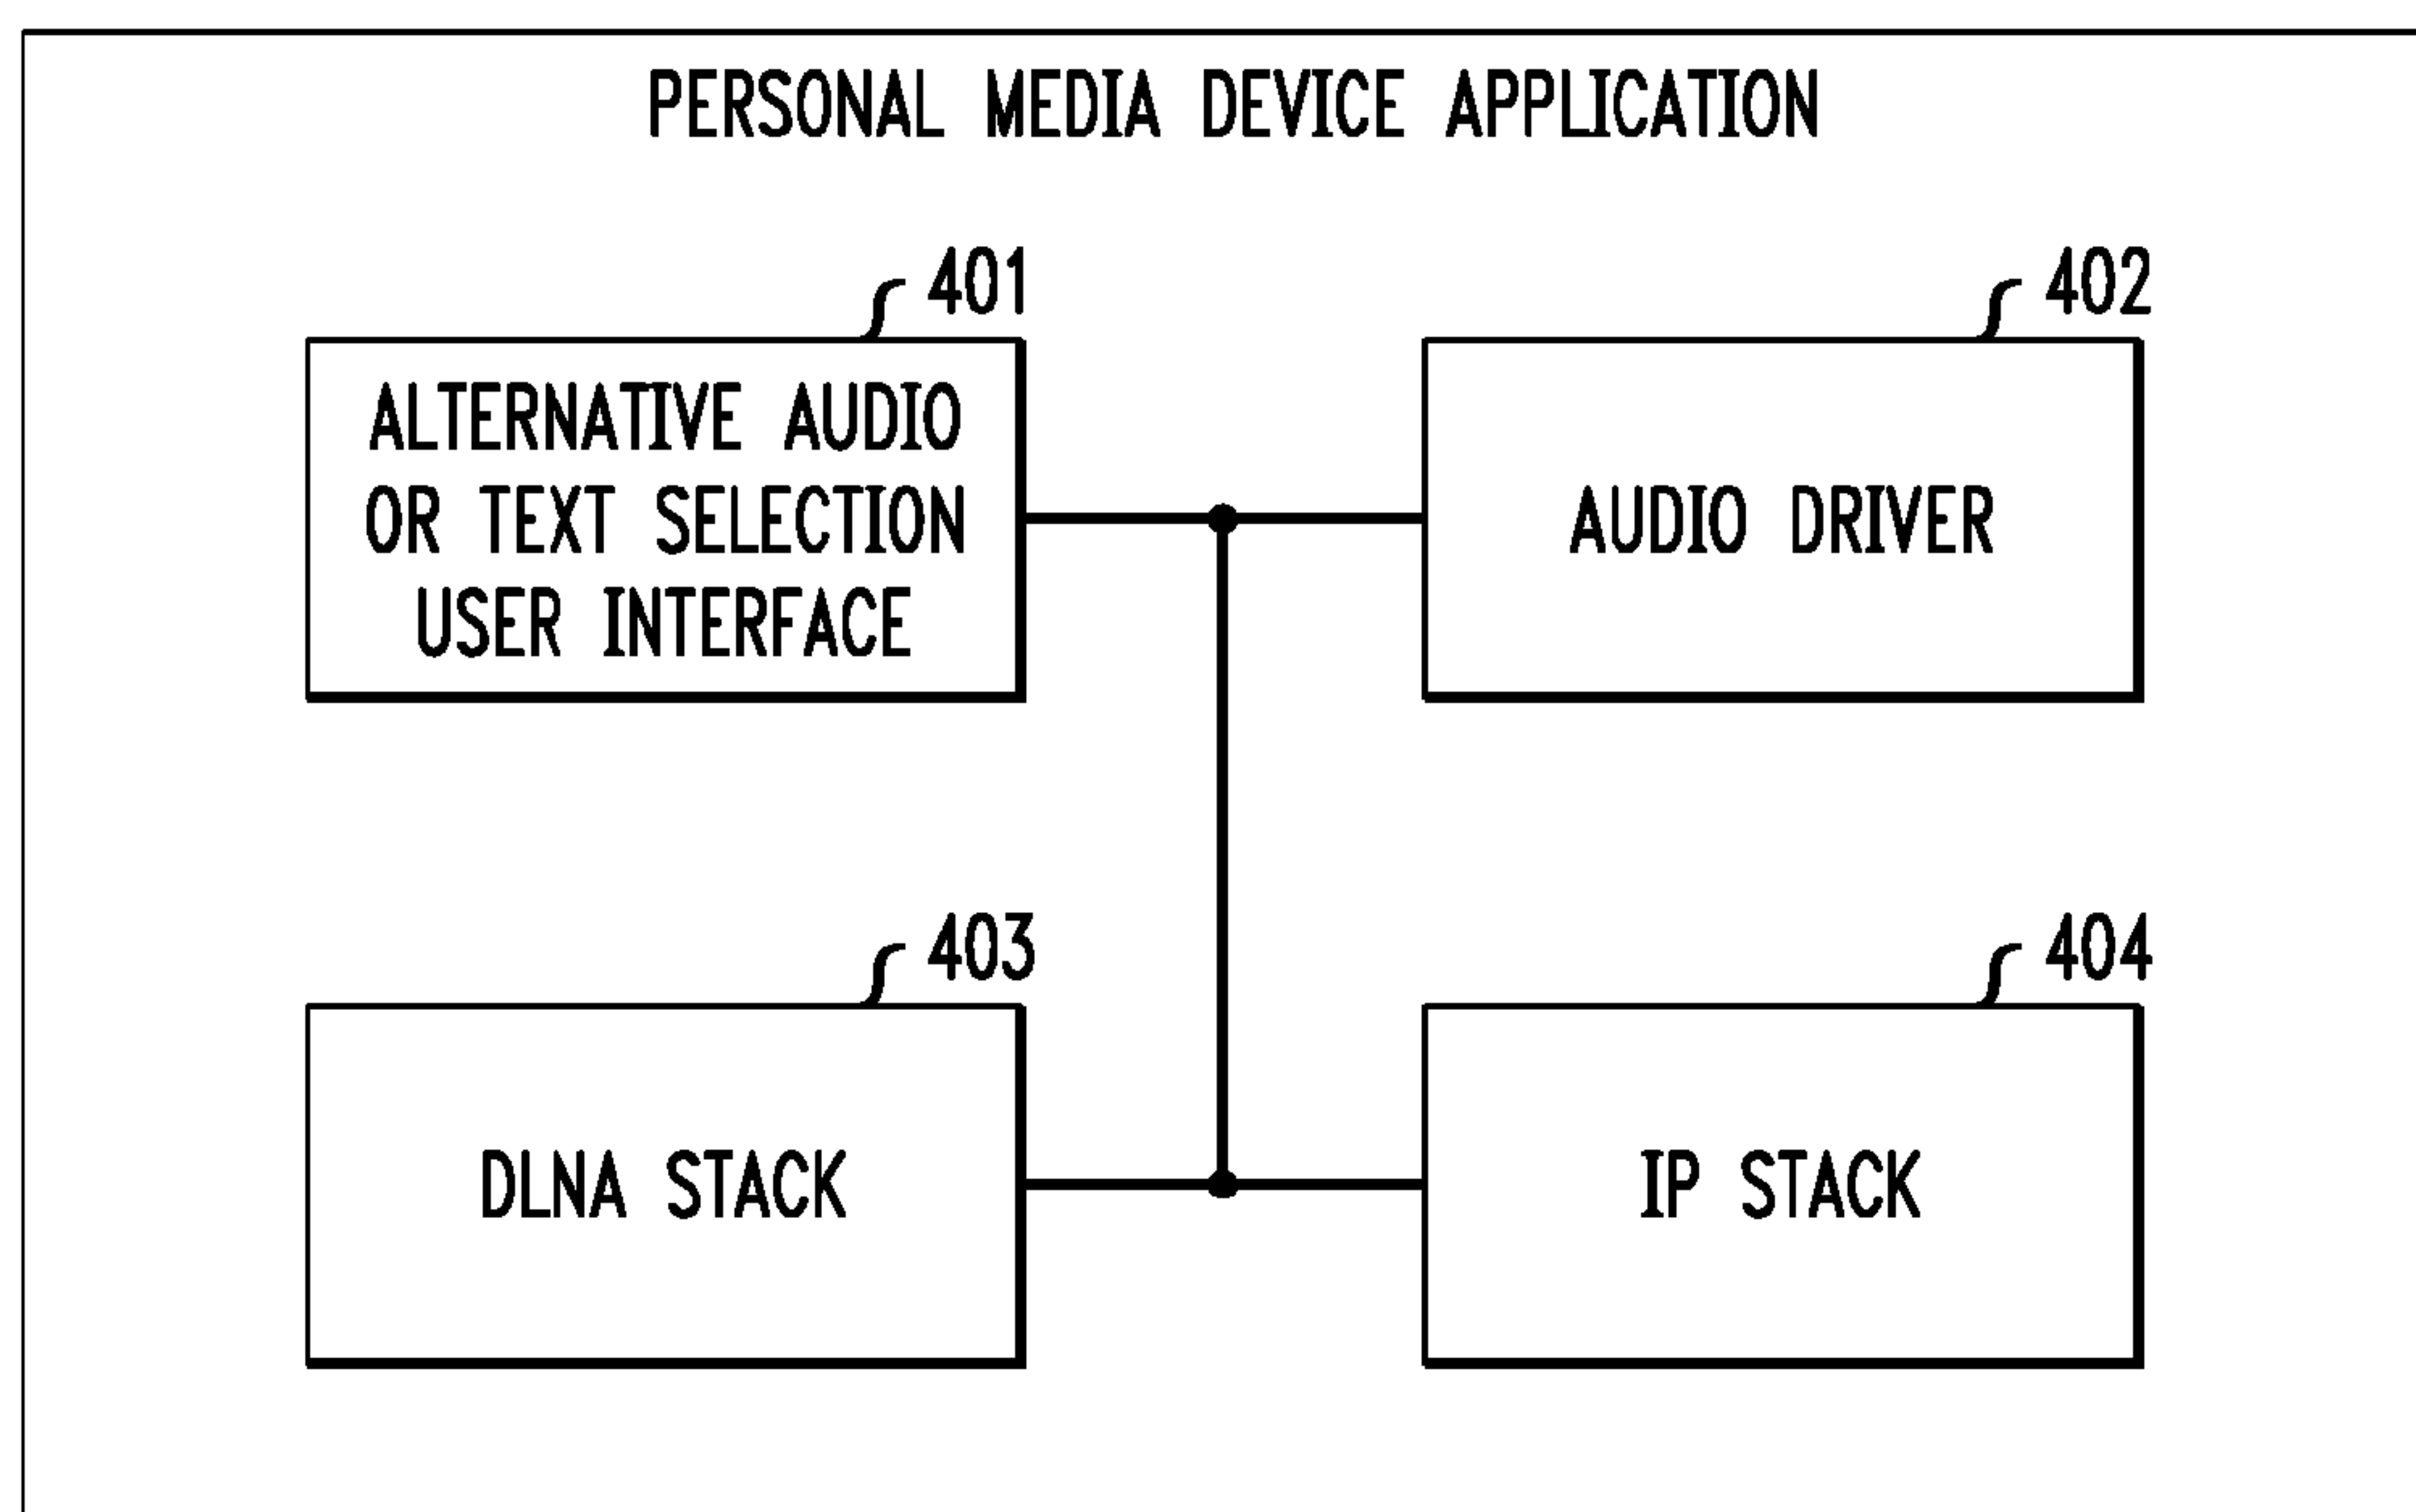 PERSONAL MEDIA DEVICE APPLICATION
401
402
ALTERNATIVE AUDIO
OR TEXT SELECTION
USER INTERFACE
AUDIO DRIVER
403
404
DLNA STACK
IP STACK